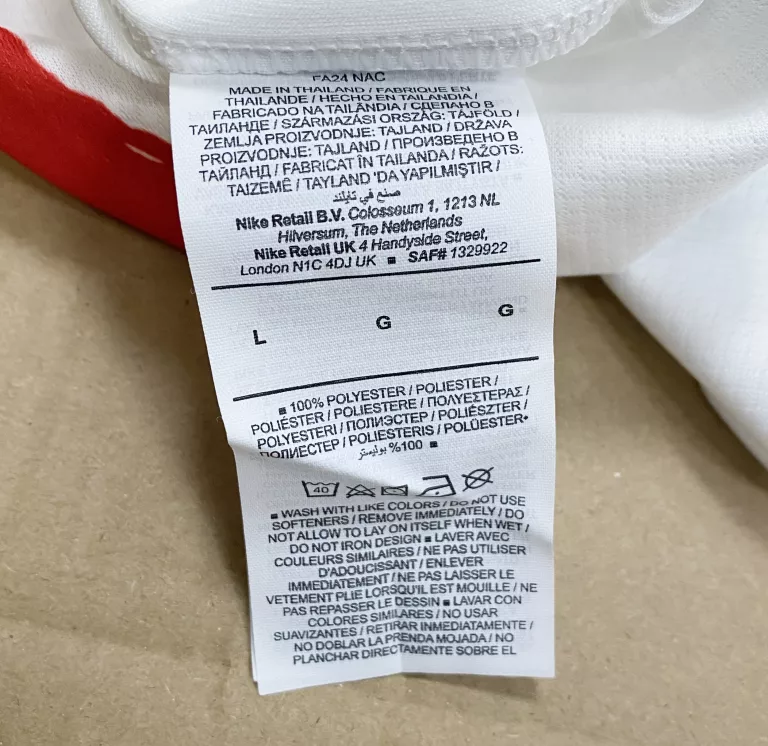 FA24 NAC
MADE IN THAILAND / FABRIQUE EN
THAILANDE / HECHO EN TAILANDIA /
FABRICADO NA TAILÂNDIA / СДЕЛАНО В
ТАИЛАНДЕ / SZÁRMAZÁSI ORSZÁG: TÁJFÖLD /
ZEMLJA PROIZVODNJE: TAJLAND / DRŽAVA
PROIZVODNJE: TAJLAND / ПРОИЗВЕДЕНО В
ТАЙЛАНД / FABRICAT ÎN TAILANDA / RAŽOTS:
TAIZEMĒ / TAYLAND 'DA YAPILMIŞTIR /
صنع في تايلند
Nike Retail B.V. Colosseum 1, 1213 NL
Hilversum, The Netherlands
Nike Retail UK 4 Handyside Street,
London N1C 4DJ UK ■ SAF# 1329922
L G G
■ 100% POLYESTER / POLIESTER /
POLIÉSTER / POLIESTERE / ΠΟΛΥΕΣΤΕΡΑΣ /
POLYESTERI / ПОЛИЭСТЕР / POLIÉSZTER /
ПОЛИЕСТЕР / POLIESTERIS / POLÜESTER•
100% بوليستر ■
40
■ WASH WITH LIKE COLORS / DO NOT USE
SOFTENERS / REMOVE IMMEDIATELY / DO
NOT ALLOW TO LAY ON ITSELF WHEN WET /
DO NOT IRON DESIGN ■ LAVER AVEC
COULEURS SIMILAIRES / NE PAS UTILISER
D'ADOUCISSANT / ENLEVER
IMMEDIATEMENT / NE PAS LAISSER LE
VETEMENT PLIE LORSQU'IL EST MOUILLE / NE
PAS REPASSER LE DESSIN ■ LAVAR CON
COLORES SIMILARES / NO USAR
SUAVIZANTES / RETIRAR INMEDIATAMENTE /
NO DOBLAR LA PRENDA MOJADA / NO
PLANCHAR DIRECTAMENTE SOBRE EL